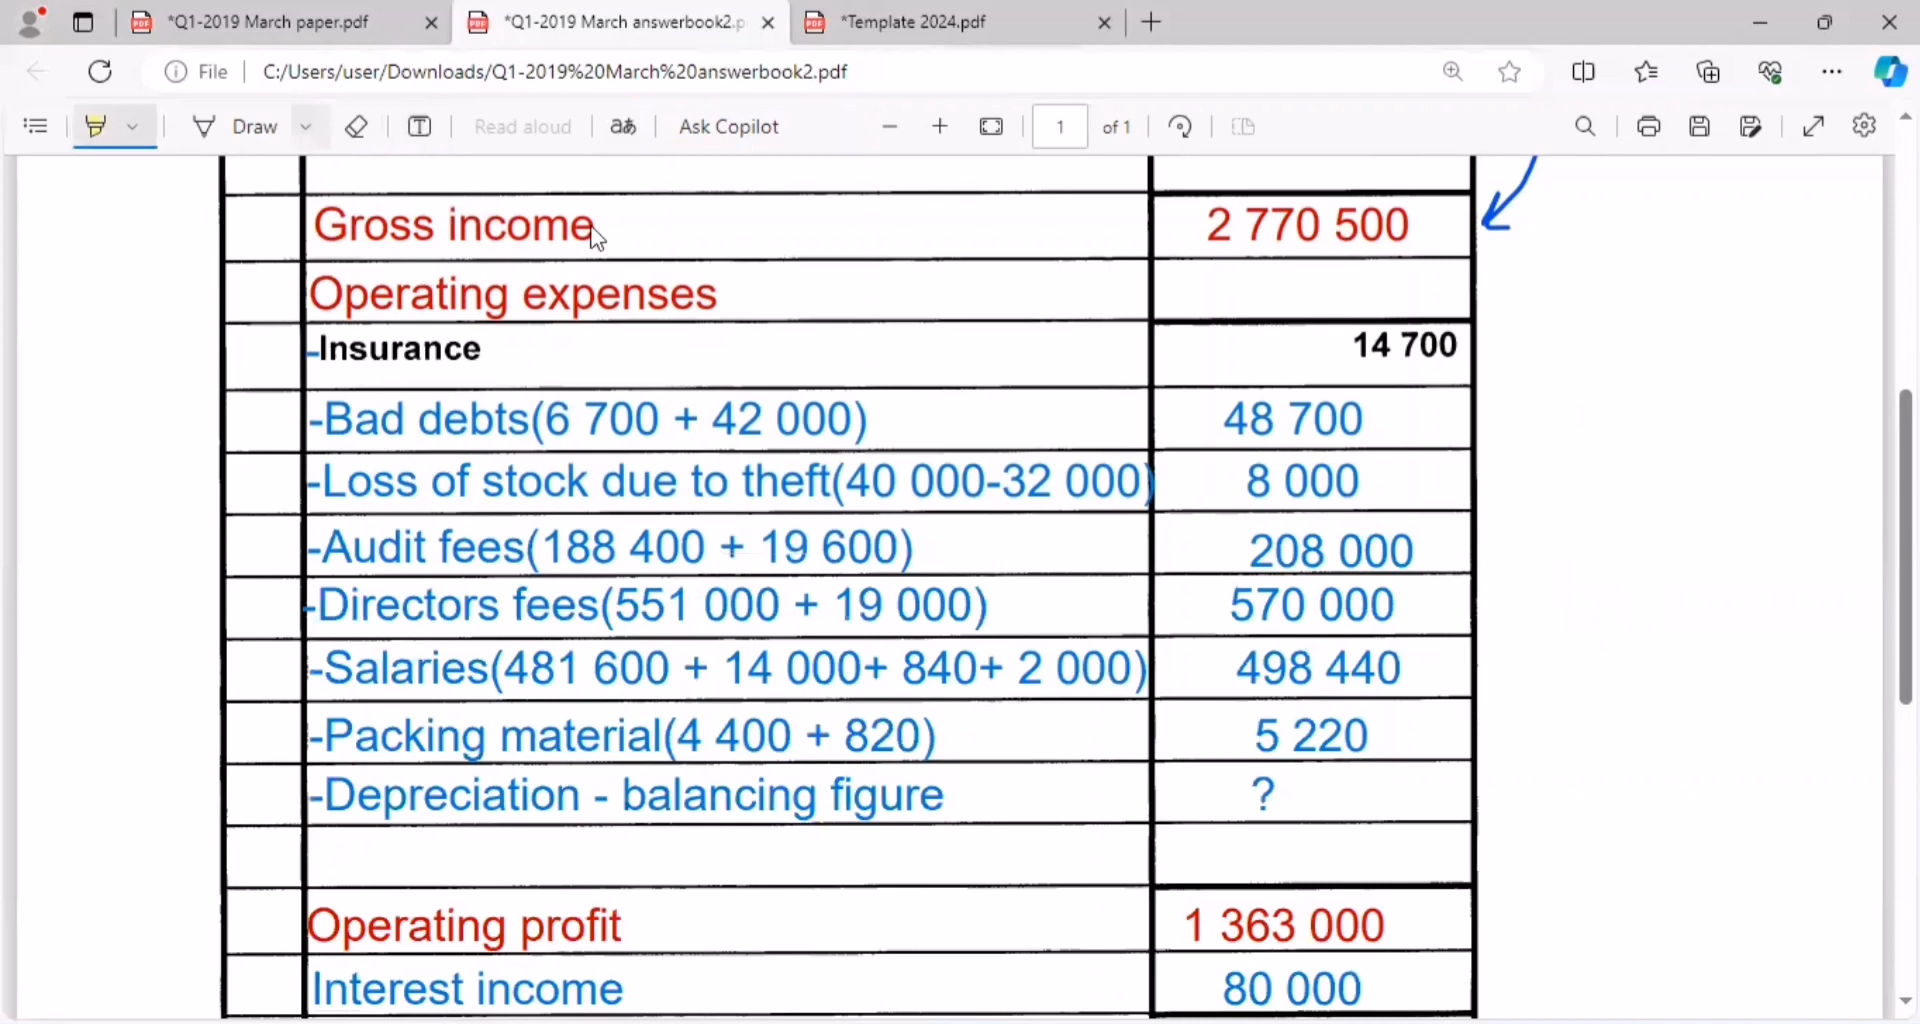 *Q1-2019 March paper.pdf
*Q1-2019 March answerbook2.p
*Template 2024.pdf
File
C:/Users/user/Downloads/Q1-2019%20March%20answerbook2.pdf
Draw
Read aloud
aあ
Ask Copilot
1
of 1
Gross income 2 770 500
Operating expenses
-Insurance 14 700
-Bad debts(6 700 + 42 000) 48 700
-Loss of stock due to theft(40 000-32 000) 8 000
-Audit fees(188 400 + 19 600) 208 000
-Directors fees(551 000 + 19 000) 570 000
-Salaries(481 600 + 14 000+ 840+ 2 000) 498 440
-Packing material(4 400 + 820) 5 220
-Depreciation - balancing figure ?
Operating profit 1 363 000
Interest income 80 000